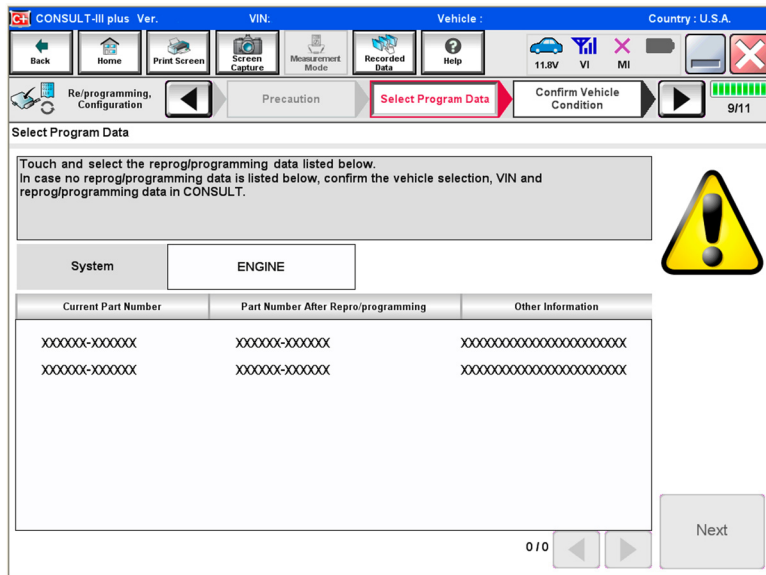 C+ CONSULT-III plus Ver. VIN: Vehicle : Country : U.S.A.
Back
Home
Print Screen
Screen
Capture
Measurement
Mode
Recorded
Data
Help
11.8V VI MI
Re/programming,
Configuration
Precaution
Select Program Data
Confirm Vehicle
Condition
9/11
Select Program Data
Touch and select the reprog/programming data listed below.
In case no reprog/programming data is listed below, confirm the vehicle selection, VIN and
reprog/programming data in CONSULT.
System ENGINE
Current Part Number Part Number After Repro/programming Other Information
XXXXXX-XXXXXX XXXXXX-XXXXXX XXXXXXXXXXXXXXXXXXXXXXX
XXXXXX-XXXXXX XXXXXX-XXXXXX XXXXXXXXXXXXXXXXXXXXXXX
Next
0/0